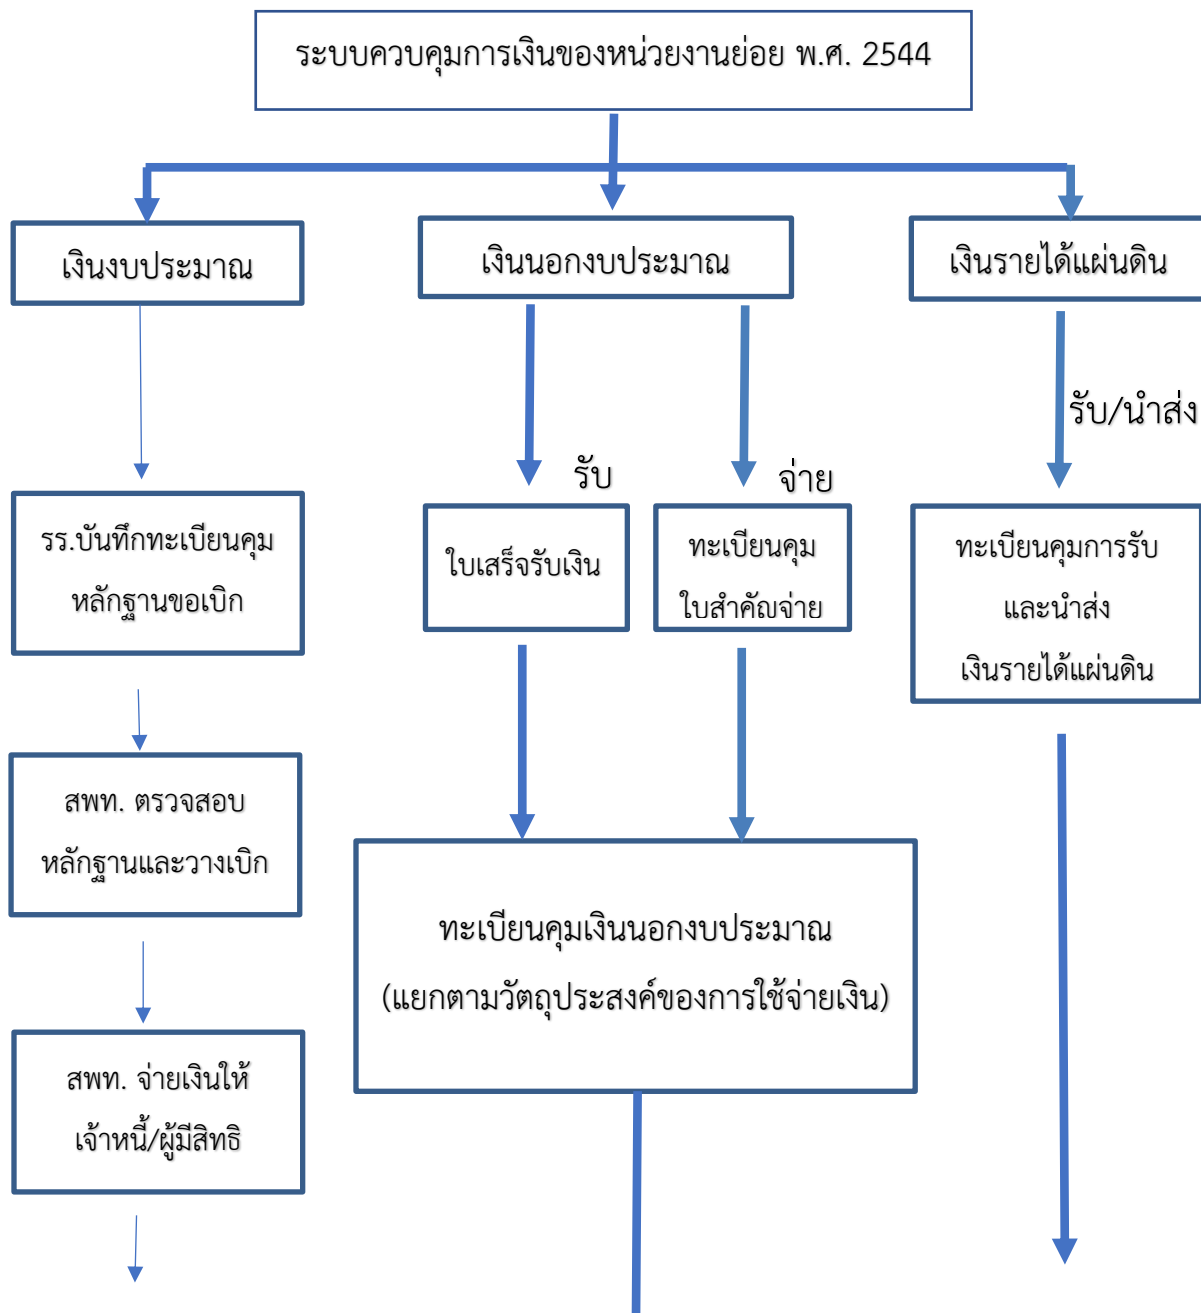 ระบบควบคุมการเงินของหน่วยงานย่อย พ.ศ. 2544
เงินงบประมาณ
เงินนอกงบประมาณ
เงินรายได้แผ่นดิน
รับ/นำส่ง
รับ
จ่าย
รร.บันทึกทะเบียนคุม
หลักฐานขอเบิก
ใบเสร็จรับเงิน
ทะเบียนคุม
ใบสำคัญจ่าย
ทะเบียนคุมการรับ
และนำส่ง
เงินรายได้แผ่นดิน
สพท. ตรวจสอบ
หลักฐานและวางเบิก
ทะเบียนคุมเงินนอกงบประมาณ
(แยกตามวัตถุประสงค์ของการใช้จ่ายเงิน)
สพท. จ่ายเงินให้
เจ้าหนี้/ผู้มีสิทธิ